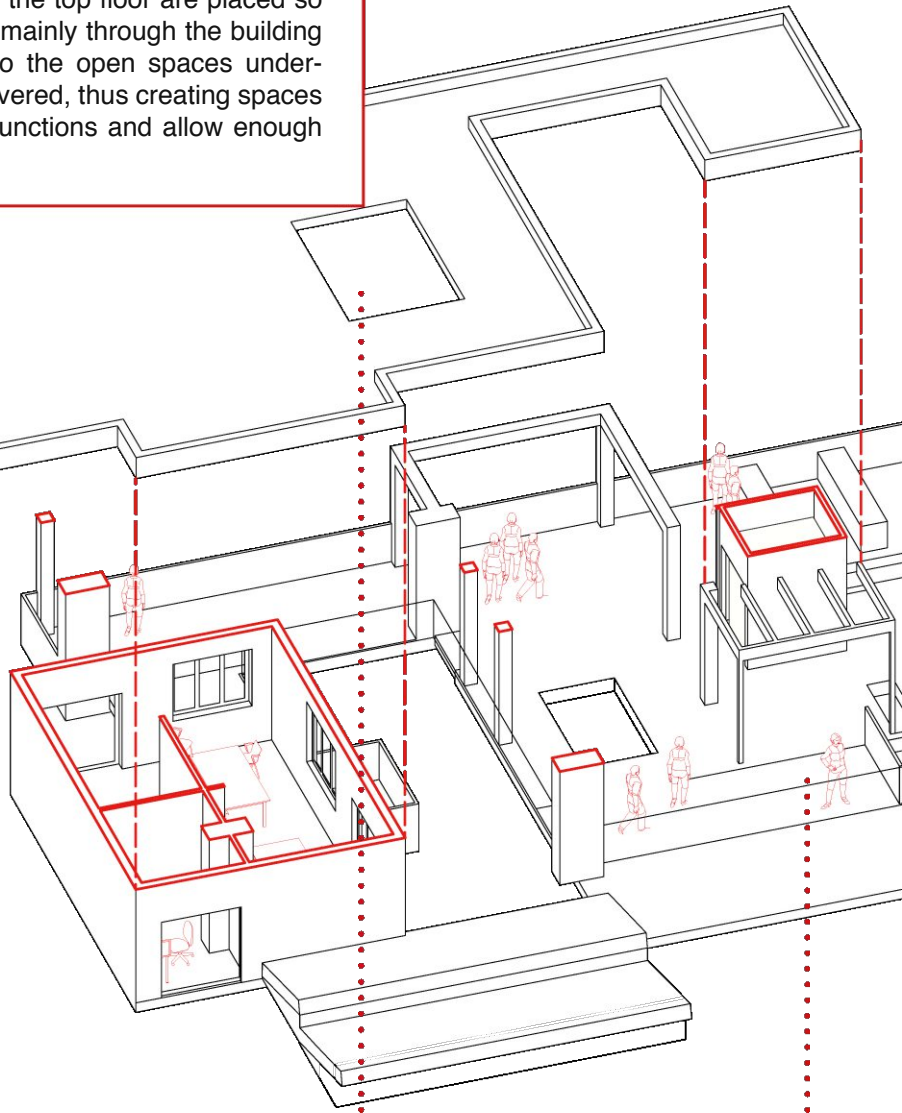 the top floor are placed so
mainly through the building
o the open spaces under-
vered, thus creating spaces
unctions and allow enough